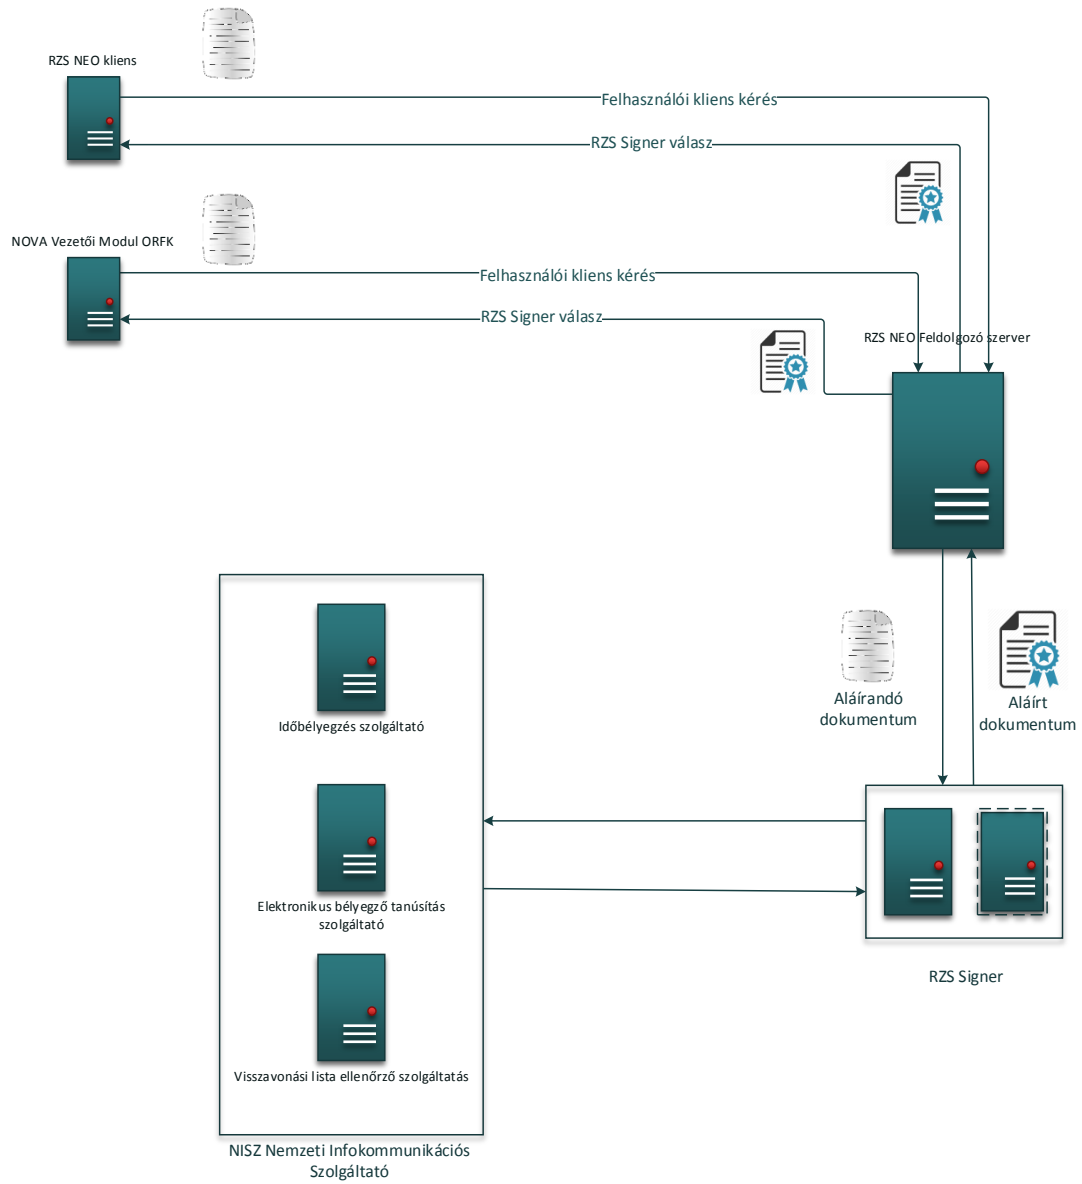 RZS NEO kliens
Felhasználói kliens kérés
RZS Signer válasz
NOVA Vezetői Modul ORFK
Felhasználói kliens kérés
RZS Signer válasz
RZS NEO Feldolgozó szerver
Aláírandó
dokumentum
Aláírt
dokumentum
Időbélyegzés szolgáltató
Elektronikus bélyegző tanúsítás
szolgáltató
RZS Signer
Visszavonási lista ellenőrző szolgáltatás
NISZ Nemzeti Infokommunikációs
Szolgáltató